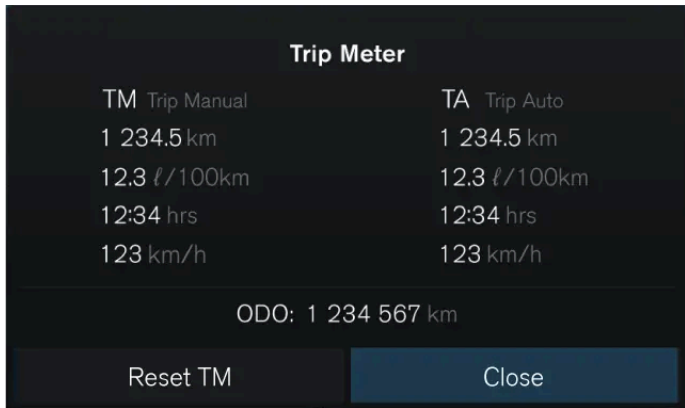 Trip Meter
TM Trip Manual
1 234.5 km
12.3 ℓ/100km
12:34 hrs
123 km/h
TA Trip Auto
1 234.5 km
12.3 ℓ/100km
12:34 hrs
123 km/h
ODO: 1 234 567 km
Reset TM
Close